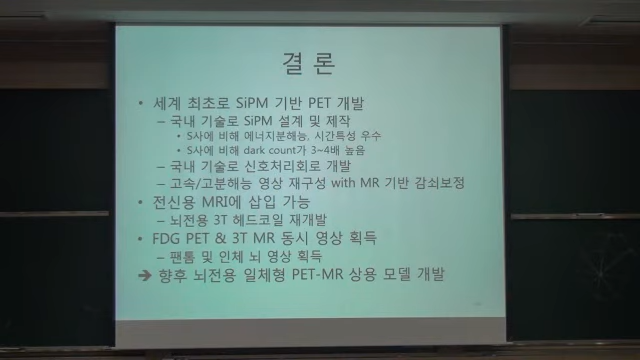 결 론
• 세계 최초로 SiPM 기반 PET 개발
– 국내 기술로 SiPM 설계 및 제작
• S사에 비해 에너지분해능, 시간특성 우수
• S사에 비해 dark count가 3~4배 높음
– 국내 기술로 신호처리회로 개발
– 고속/고분해능 영상 재구성 with MR 기반 감쇠보정
• 전신용 MRI에 삽입 가능
– 뇌전용 3T 헤드코일 재개발
• FDG PET & 3T MR 동시 영상 획득
– 팬톰 및 인체 뇌 영상 획득
➔ 향후 뇌전용 일체형 PET-MR 상용 모델 개발